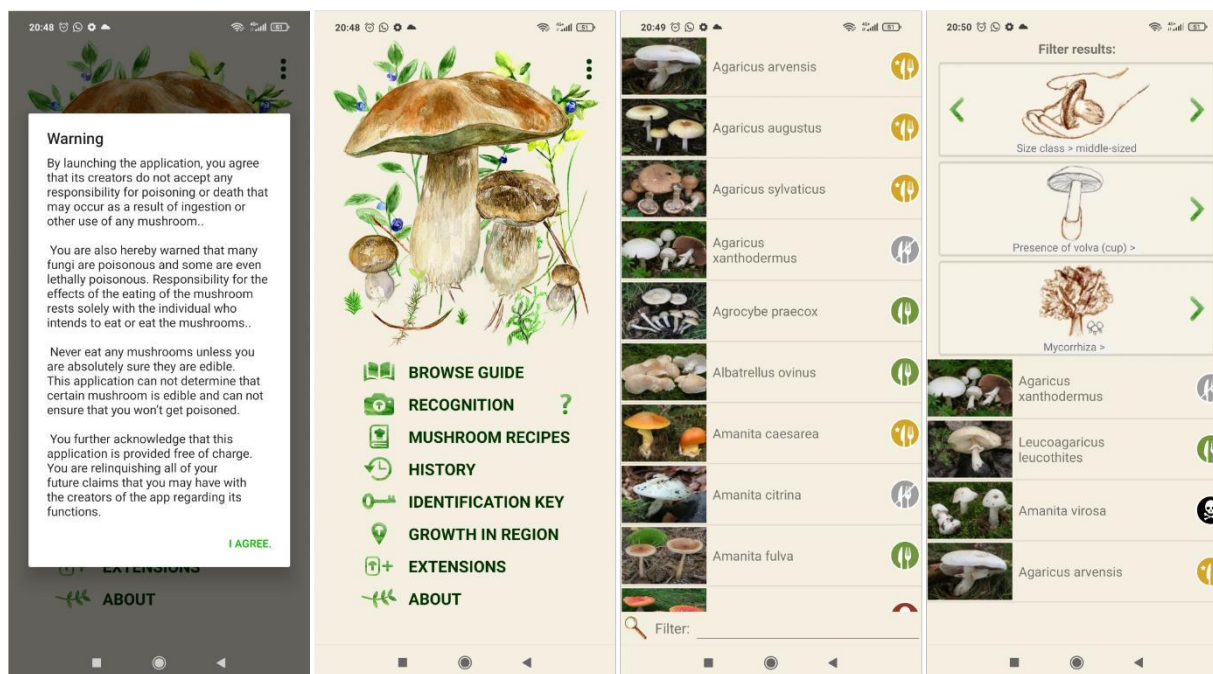 20:48
51
Warning
By launching the application, you agree
that its creators do not accept any
responsibility for poisoning or death that
may occur as a result of ingestion or
other use of any mushroom..
You are also hereby warned that many
fungi are poisonous and some are even
lethally poisonous. Responsibility for the
effects of the eating of the mushroom
rests solely with the individual who
intends to eat or eat the mushrooms..
Never eat any mushrooms unless you
are absolutely sure they are edible.
This application can not determine that
certain mushroom is edible and can not
ensure that you won't get poisoned.
You further acknowledge that this
application is provided free of charge.
You are relinquishing all of your
future claims that you may have with
the creators of the app regarding its
functions.
I AGREE.
EXTENSIONS
ABOUT
20:48
51
BROWSE GUIDE
RECOGNITION ?
MUSHROOM RECIPES
HISTORY
IDENTIFICATION KEY
GROWTH IN REGION
EXTENSIONS
ABOUT
20:49
51
Agaricus arvensis
Agaricus augustus
Agaricus sylvaticus
Agaricus
xanthodermus
Agrocybe praecox
Albatrellus ovinus
Amanita caesarea
Amanita citrina
Amanita fulva
Filter:
20:50
51
Filter results:
Size class > middle-sized
Presence of volva (cup) >
Mycorrhiza >
Agaricus
xanthodermus
Leucoagaricus
leucothites
Amanita virosa
Agaricus arvensis